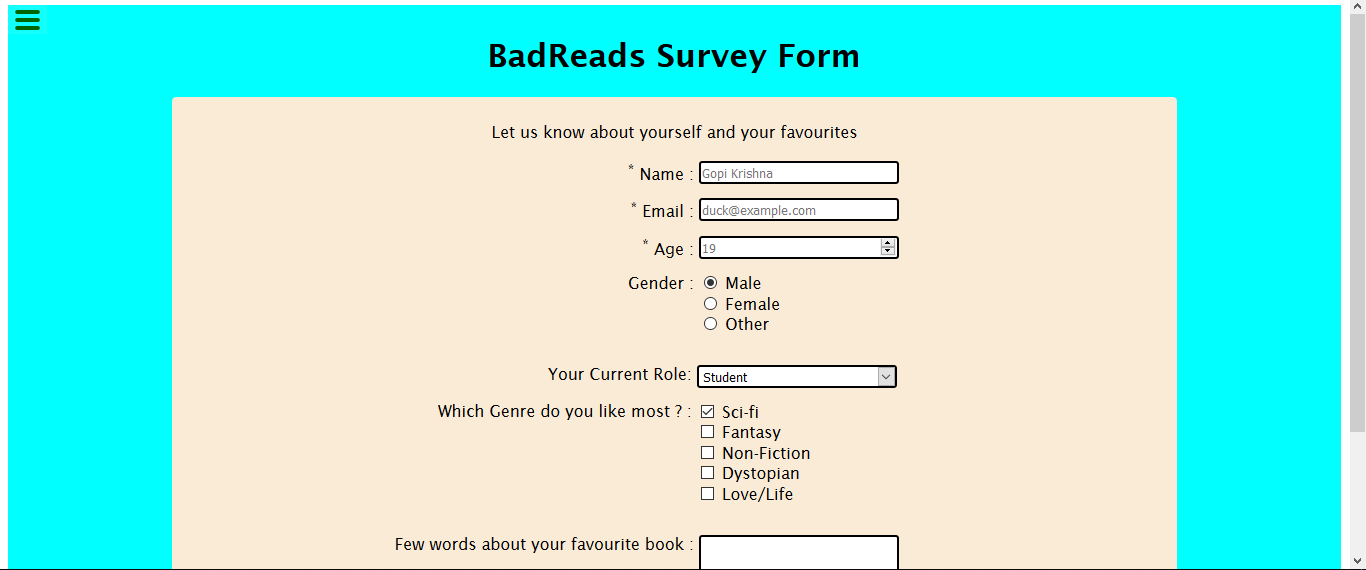 BadReads Survey Form
Let us know about yourself and your favourites
* Name : Gopi Krishna
* Email : duck@example.com
* Age : 19
Gender : Male
Female
Other
Your Current Role: Student
Which Genre do you like most ? : Sci-fi
Fantasy
Non-Fiction
Dystopian
Love/Life
Few words about your favourite book :